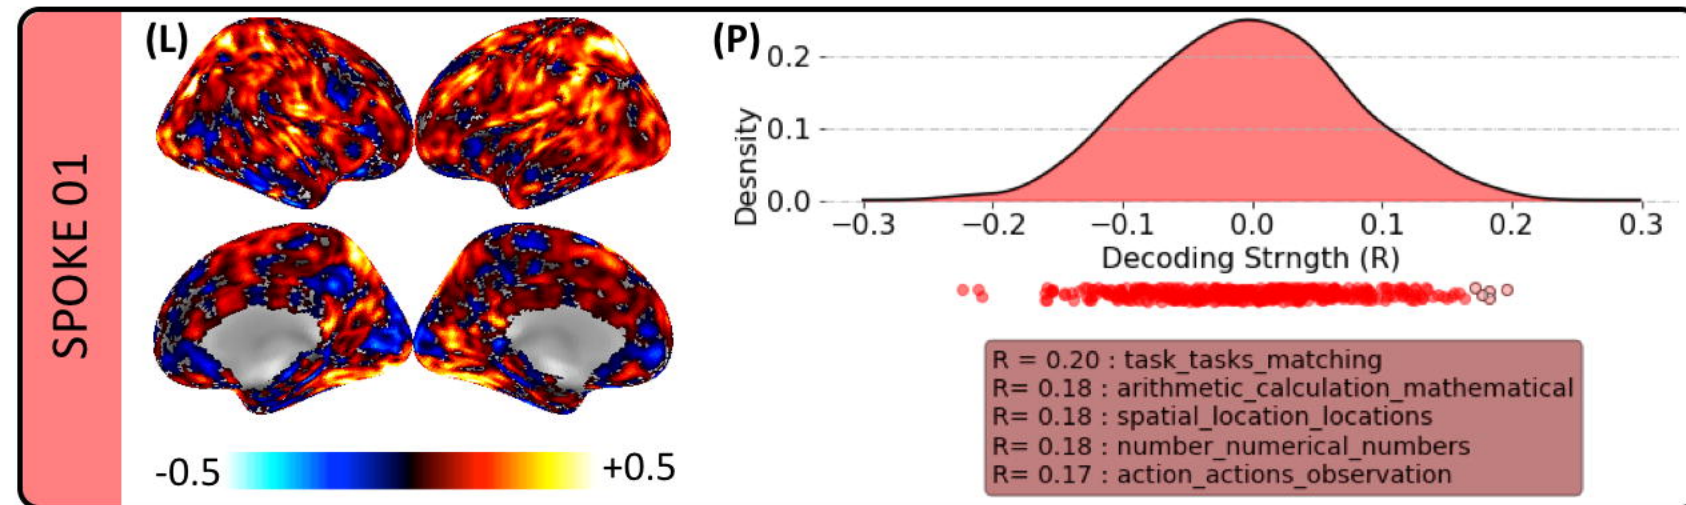 SPOKE 01
(L)
-0.5
+0.5
(P)
0.2
0.1
0.0
Desnsity
−0.3
−0.2
−0.1
0.0
0.1
0.2
0.3
Decoding Strngth (R)
R = 0.20 : task_tasks_matching
R= 0.18 : arithmetic_calculation_mathematical
R= 0.18 : spatial_location_locations
R= 0.18 : number_numerical_numbers
R= 0.17 : action_actions_observation